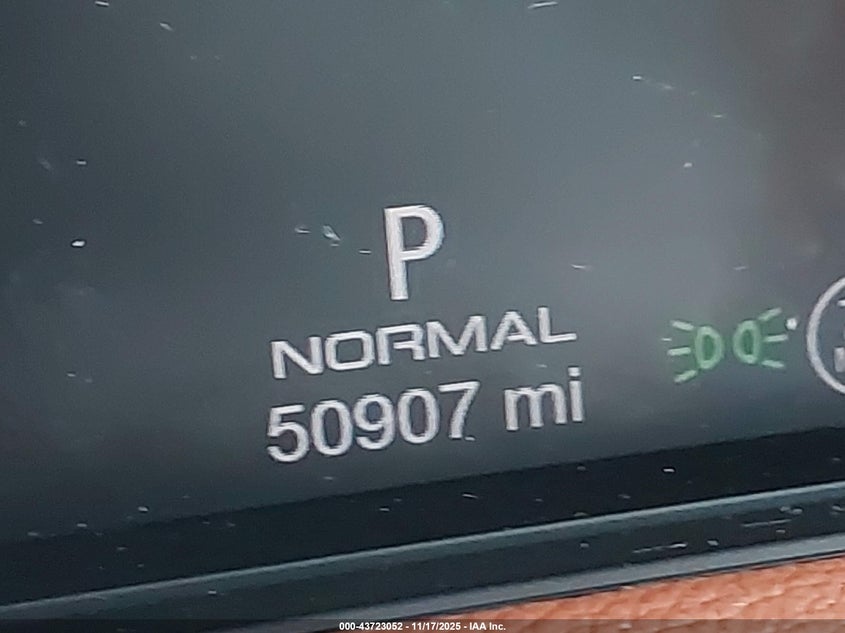 P
NORMAL
50907 mi
000-43723052 - 11/17/2025 - IAA Inc.